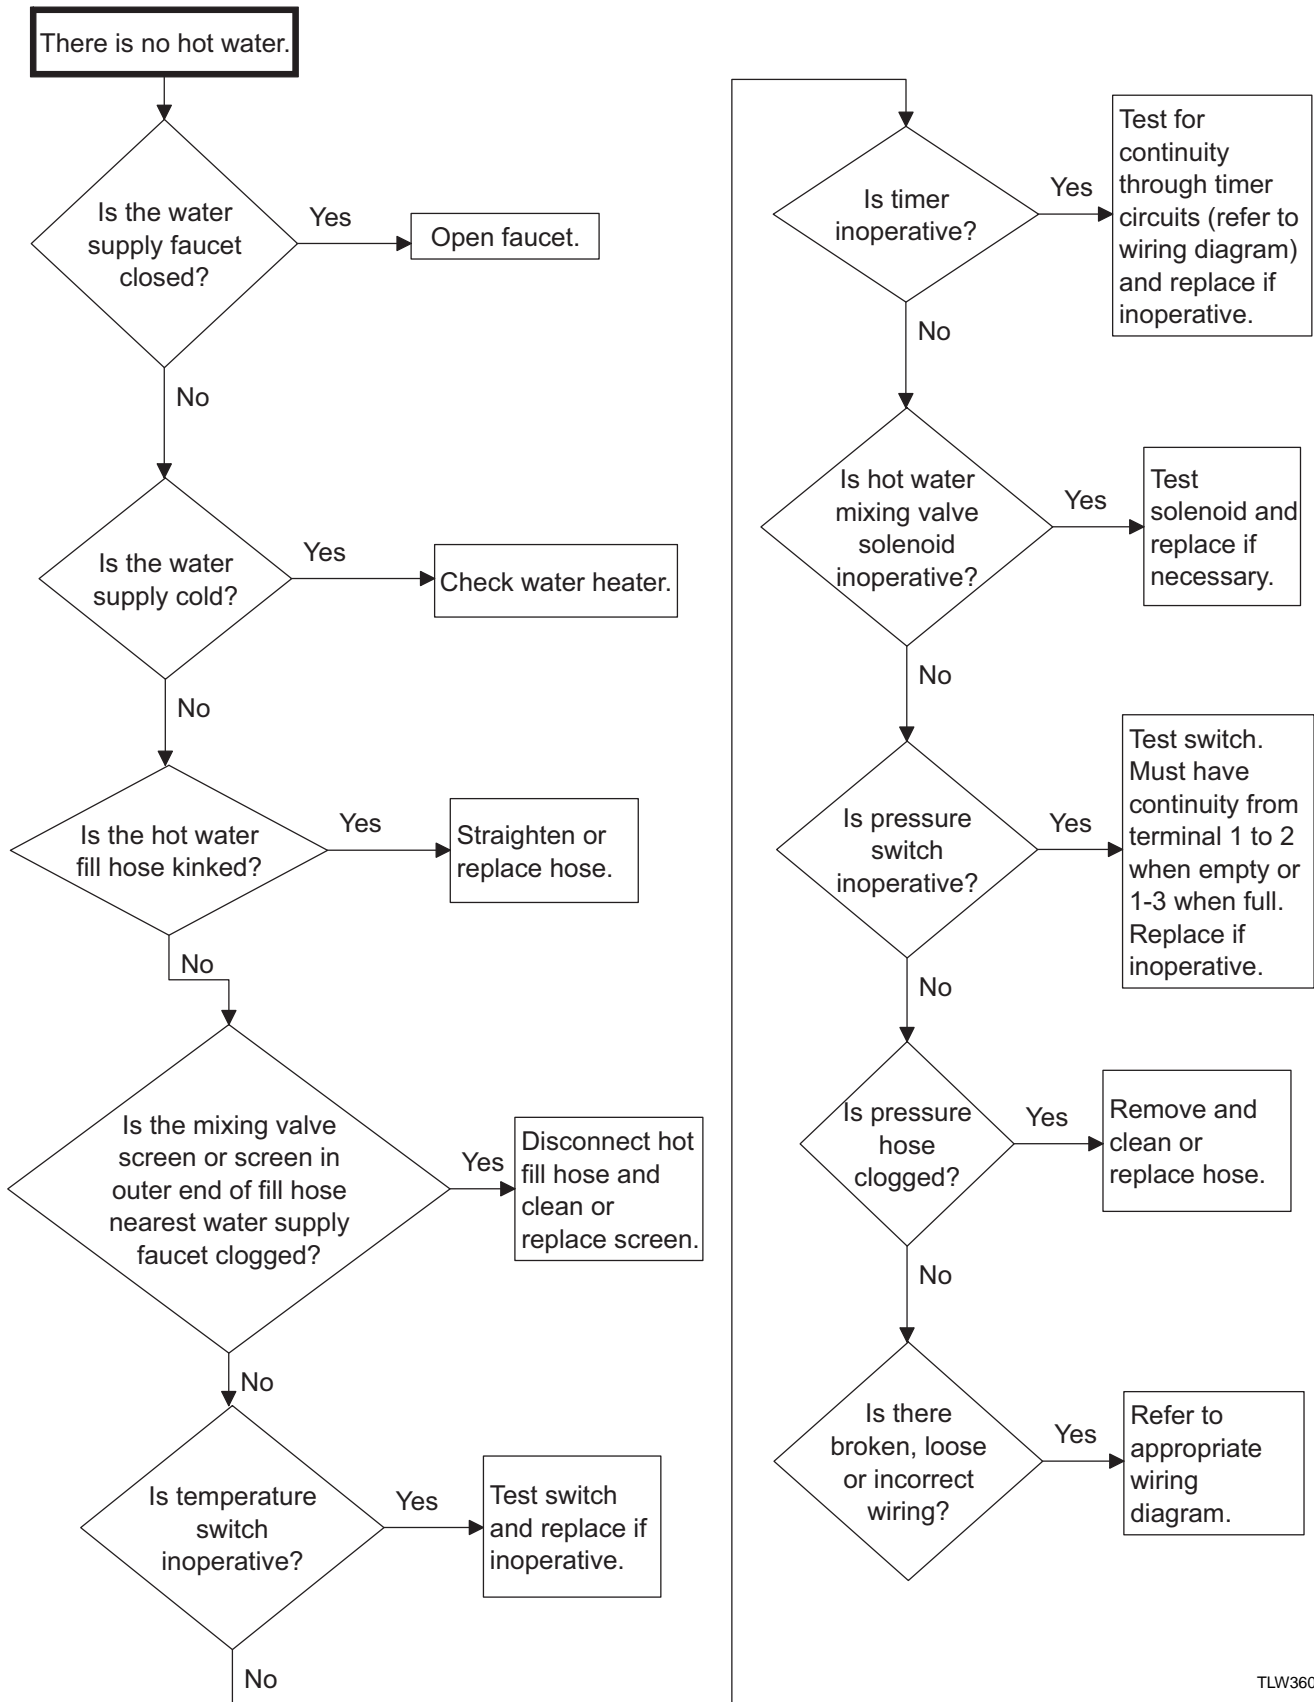 There is no hot water.
Is the water
supply faucet
closed?
Yes
Open faucet.
No
Is the water
supply cold?
Yes
Check water heater.
No
Is the hot water
fill hose kinked?
Yes
Straighten or
replace hose.
No
Is the mixing valve
screen or screen in
outer end of fill hose
nearest water supply
faucet clogged?
Yes
Disconnect hot
fill hose and
clean or
replace screen.
No
Is temperature
switch
inoperative?
Yes
Test switch
and replace if
inoperative.
No
Is timer
inoperative?
Yes
Test for
continuity
through timer
circuits (refer to
wiring diagram)
and replace if
inoperative.
No
Is hot water
mixing valve
solenoid
inoperative?
Yes
Test
solenoid and
replace if
necessary.
No
Is pressure
switch
inoperative?
Yes
Test switch.
Must have
continuity from
terminal 1 to 2
when empty or
1-3 when full.
Replace if
inoperative.
No
Is pressure
hose
clogged?
Yes
Remove and
clean or
replace hose.
No
Is there
broken, loose
or incorrect
wiring?
Yes
Refer to
appropriate
wiring
diagram.
TLW360